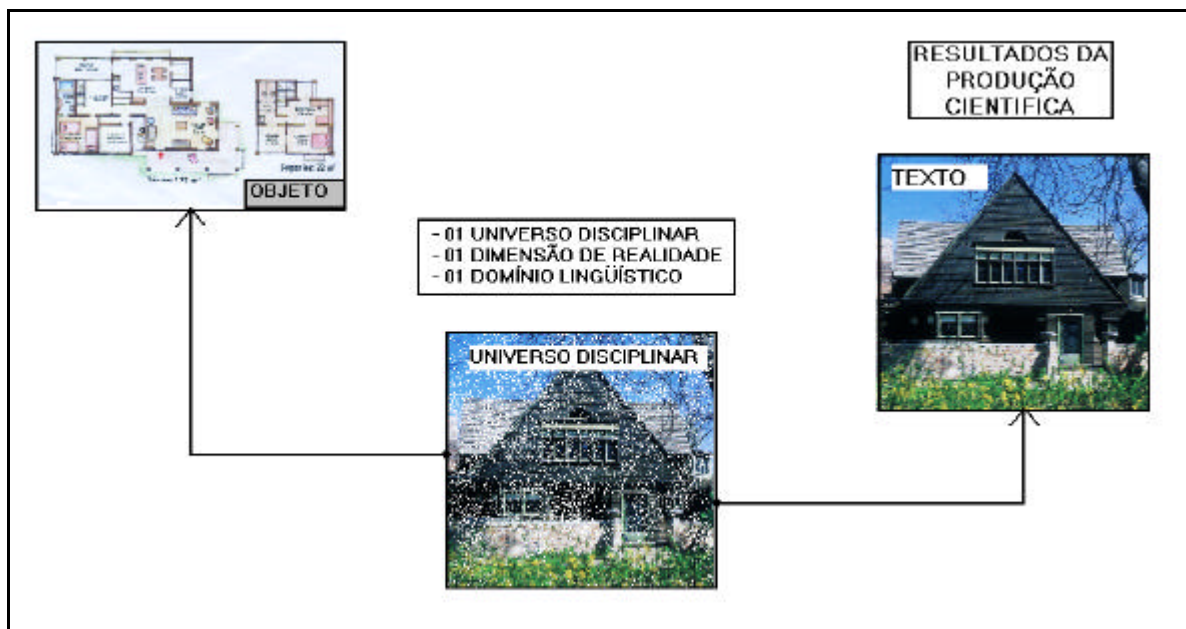 OBJETO
RESULTADOS DA
PRODUÇÃO
CIENTIFICA
TEXTO
- 01 UNIVERSO DISCIPLINAR
- 01 DIMENSÃO DE REALIDADE
- 01 DOMÍNIO LINGÜÍSTICO
UNIVERSO DISCIPLINAR